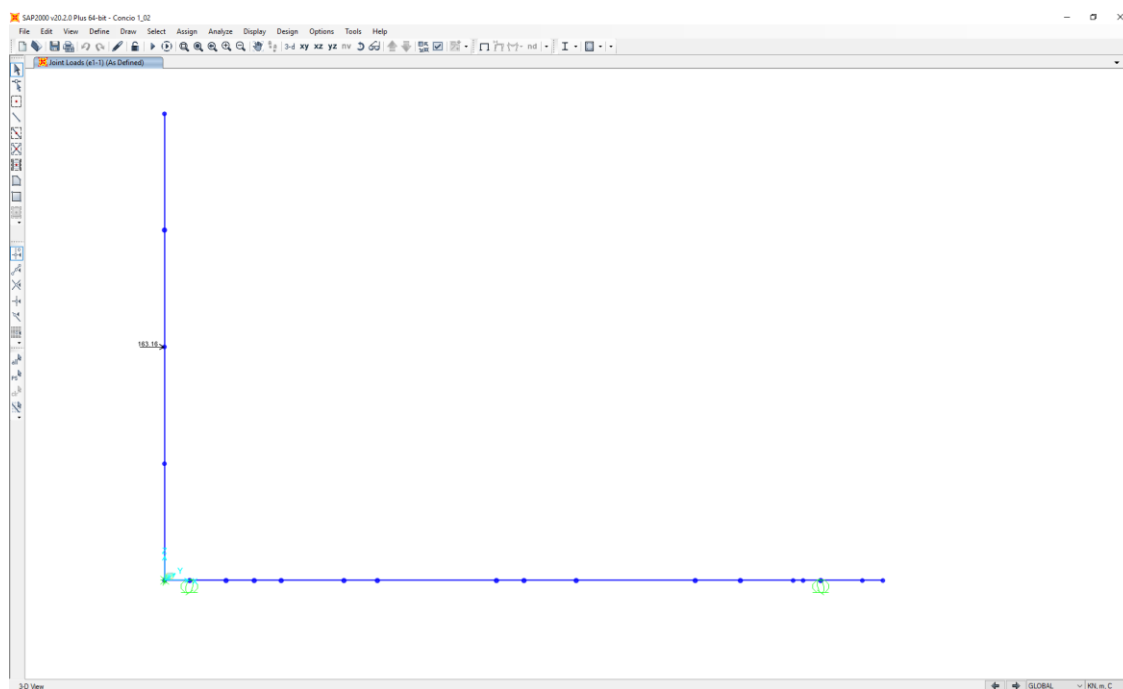 SAP2000 v20.2.0 Plus 64-bit - Concio 1_02
File Edit View Define Draw Select Assign Analyze Display Design Options Tools Help
3-d xy xz yz nv nd
Joint Loads (e1-1) (As Defined)
163.16
Y
3-D View GLOBAL KN, m, C